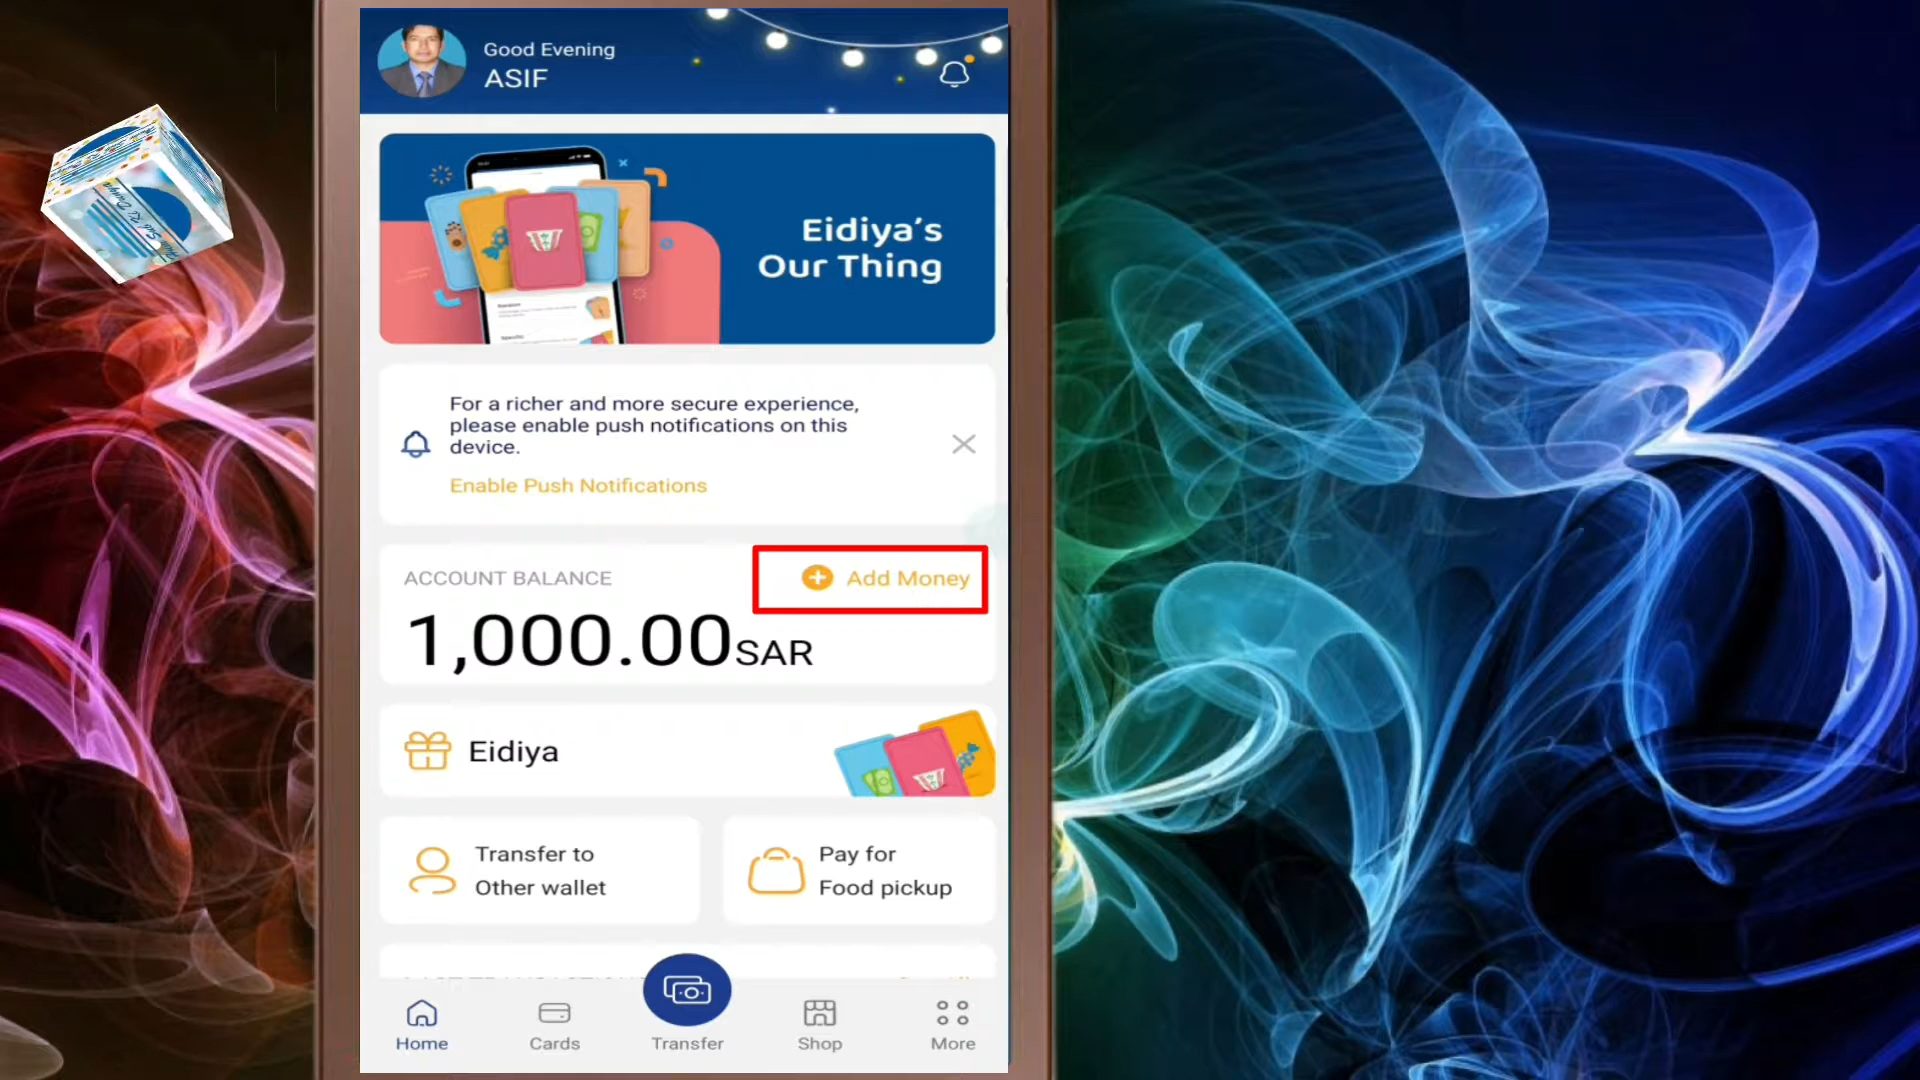 Good Evening
ASIF
Eidiya's
Our Thing
For a richer and more secure experience,
please enable push notifications on this
device.
Enable Push Notifications
ACCOUNT BALANCE
Add Money
1,000.00SAR
Eidiya
Transfer to
Other wallet
Pay for
Food pickup
Home
Cards
Transfer
Shop
More